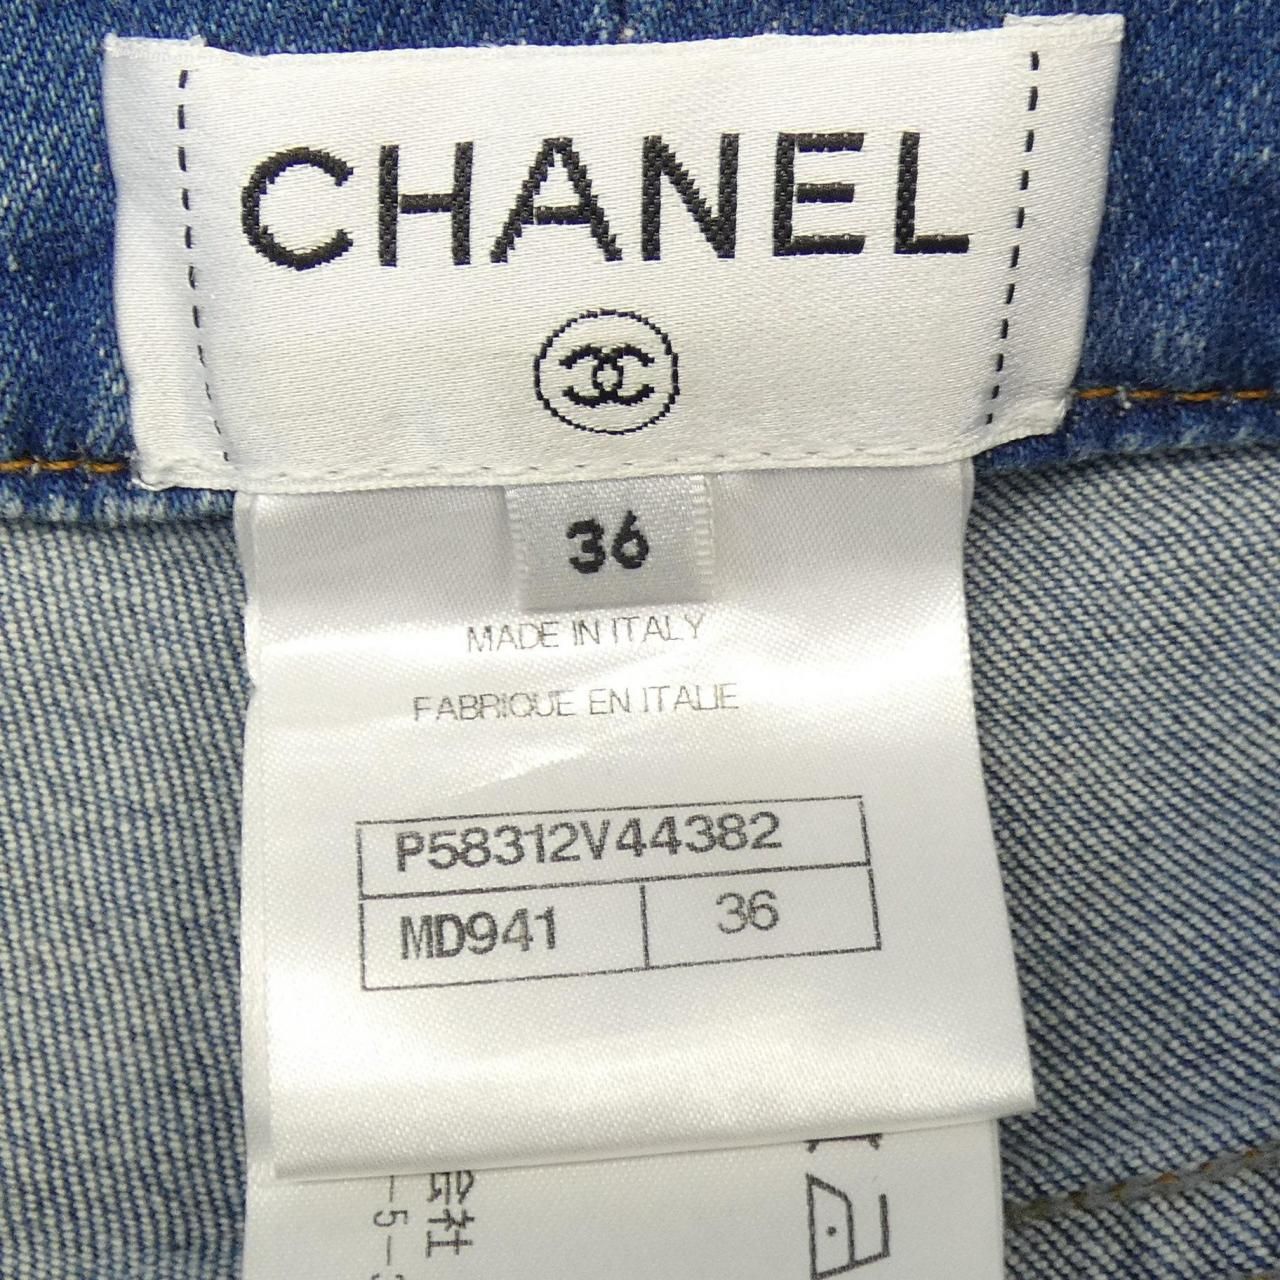 CHANEL
36
MADE IN ITALY
FABRIQUE EN ITALIE
P58312V44382
MD941 36